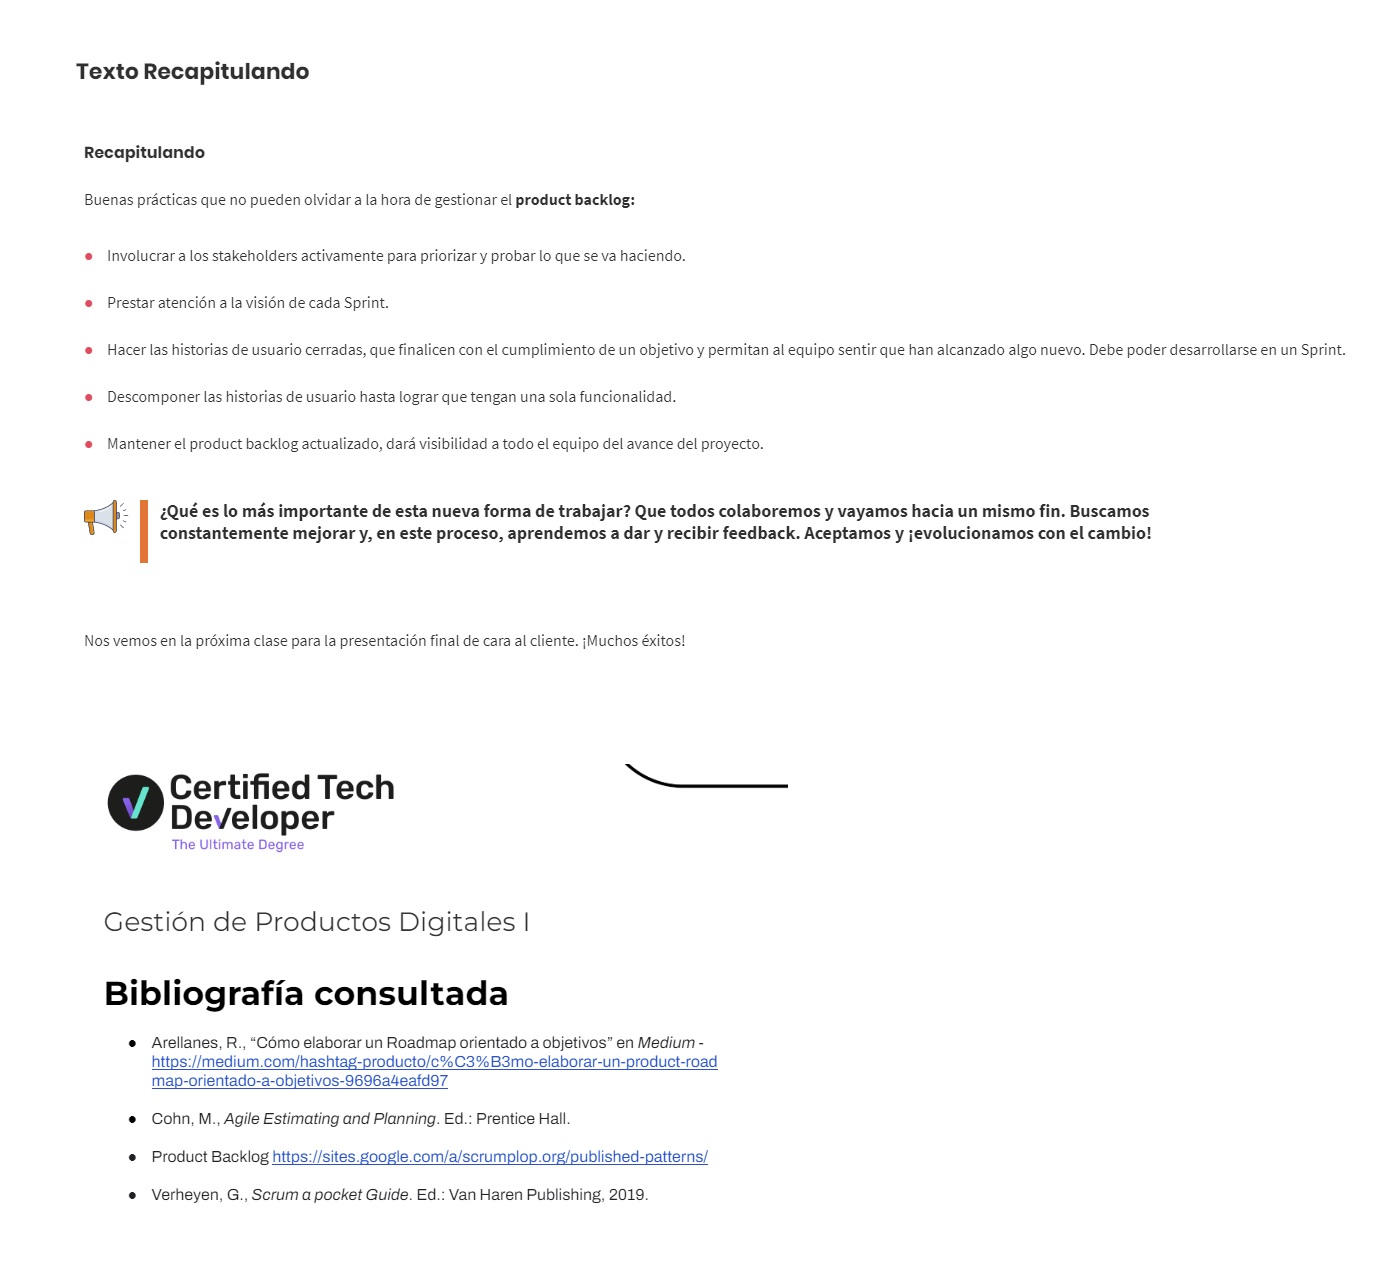 Texto Recapitulando
Recapitulando
Buenas prácticas que no pueden olvidar a la hora de gestionar el product backlog:
● Involucrar a los stakeholders activamente para priorizar y probar lo que se va haciendo.
● Prestar atención a la visión de cada Sprint.
● Hacer las historias de usuario cerradas, que finalicen con el cumplimiento de un objetivo y permitan al equipo sentir que han alcanzado algo nuevo. Debe poder desarrollarse en un Sprint.
● Descomponer las historias de usuario hasta lograr que tengan una sola funcionalidad.
● Mantener el product backlog actualizado, dará visibilidad a todo el equipo del avance del proyecto.
¿Qué es lo más importante de esta nueva forma de trabajar? Que todos colaboremos y vayamos hacia un mismo fin. Buscamos
constantemente mejorar y, en este proceso, aprendemos a dar y recibir feedback. Aceptamos y ¡evolucionamos con el cambio!
Nos vemos en la próxima clase para la presentación final de cara al cliente. ¡Muchos éxitos!
Certified Tech
Developer
The Ultimate Degree
Gestión de Productos Digitales I
Bibliografía consultada
● Arellanes, R., “Cómo elaborar un Roadmap orientado a objetivos” en Medium -
https://medium.com/hashtag-producto/c%C3%B3mo-elaborar-un-product-road
map-orientado-a-objetivos-9696a4eafd97
● Cohn, M., Agile Estimating and Planning. Ed.: Prentice Hall.
● Product Backlog https://sites.google.com/a/scrumplop.org/published-patterns/
● Verheyen, G., Scrum a pocket Guide. Ed.: Van Haren Publishing, 2019.